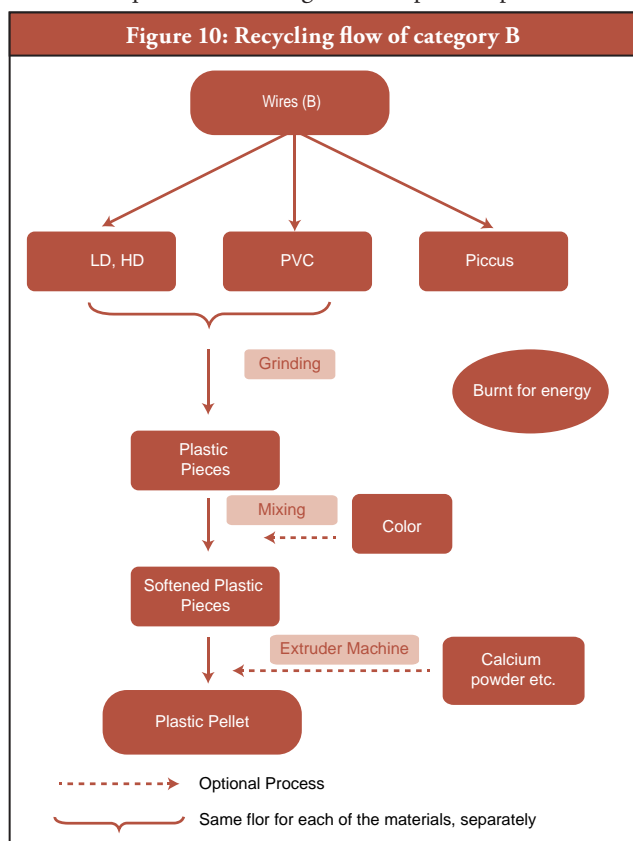 Figure 10: Recycling flow of category B
Wires (B)
LD, HD
PVC
Piccus
Grinding
Burnt for energy
Plastic
Pieces
Mixing
Color
Softened Plastic
Pieces
Extruder Machine
Calcium
powder etc.
Plastic Pellet
Optional Process
Same flor for each of the materials, separately